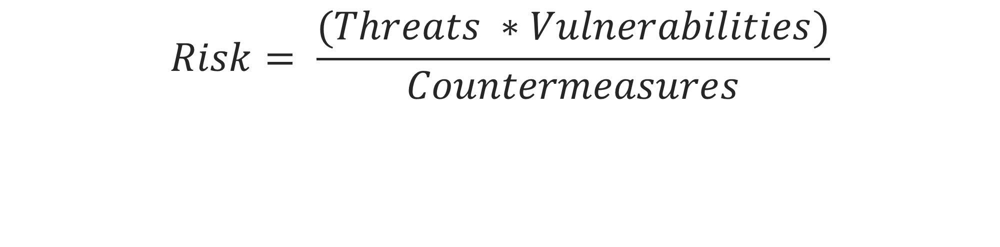 Risk = (Threats * Vulnerabilities)
Countermeasures